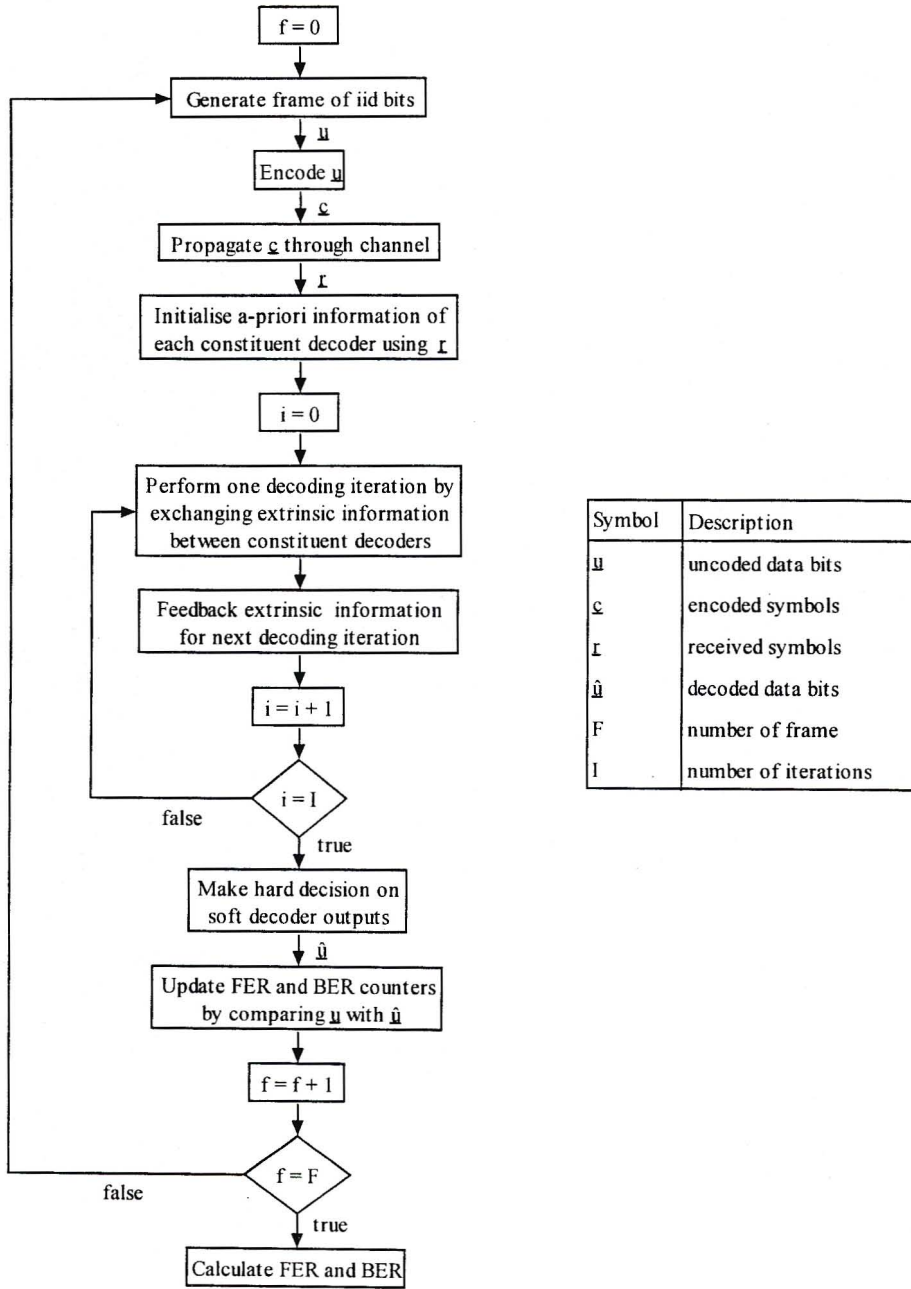 f = 0
Generate frame of iid bits
u
Encode u
c
Propagate c through channel
r
Initialise a-priori information of
each constituent decoder using r
i = 0
Perform one decoding iteration by
exchanging extrinsic information
between constituent decoders
Feedback extrinsic information
for next decoding iteration
i = i + 1
i = I
false
true
Make hard decision on
soft decoder outputs
û
Update FER and BER counters
by comparing u with û
f = f + 1
f = F
false
true
Calculate FER and BER
Symbol Description
u uncoded data bits
c encoded symbols
r received symbols
û decoded data bits
F number of frame
I number of iterations